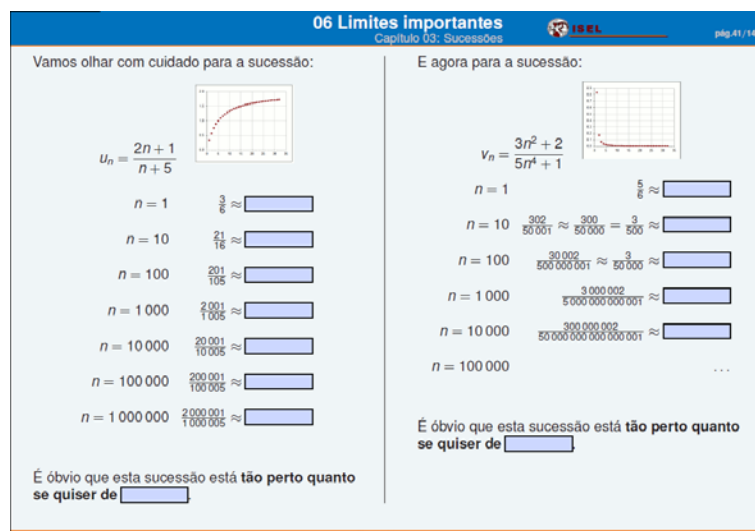 06 Limites importantes
Capítulo 03: Sucessões
ISEL
pág.41/14
Vamos olhar com cuidado para a sucessão:
u_n = (2n + 1)/(n + 5)
n = 1 3/6 ≈
n = 10 21/16 ≈
n = 100 201/105 ≈
n = 1 000 2 001/1 005 ≈
n = 10 000 20 001/10 005 ≈
n = 100 000 200 001/100 005 ≈
n = 1 000 000 2 000 001/1 000 005 ≈
É óbvio que esta sucessão está tão perto quanto
se quiser de .
E agora para a sucessão:
v_n = (3n² + 2)/(5n⁴ + 1)
n = 1 5/6 ≈
n = 10 302/50 001 ≈ 300/50 000 = 3/500 ≈
n = 100 30 002/500 000 001 ≈ 3/50 000 ≈
n = 1 000 3 000 002/5 000 000 000 001 ≈
n = 10 000 300 000 002/50 000 000 000 000 001 ≈
n = 100 000 ...
É óbvio que esta sucessão está tão perto quanto
se quiser de .